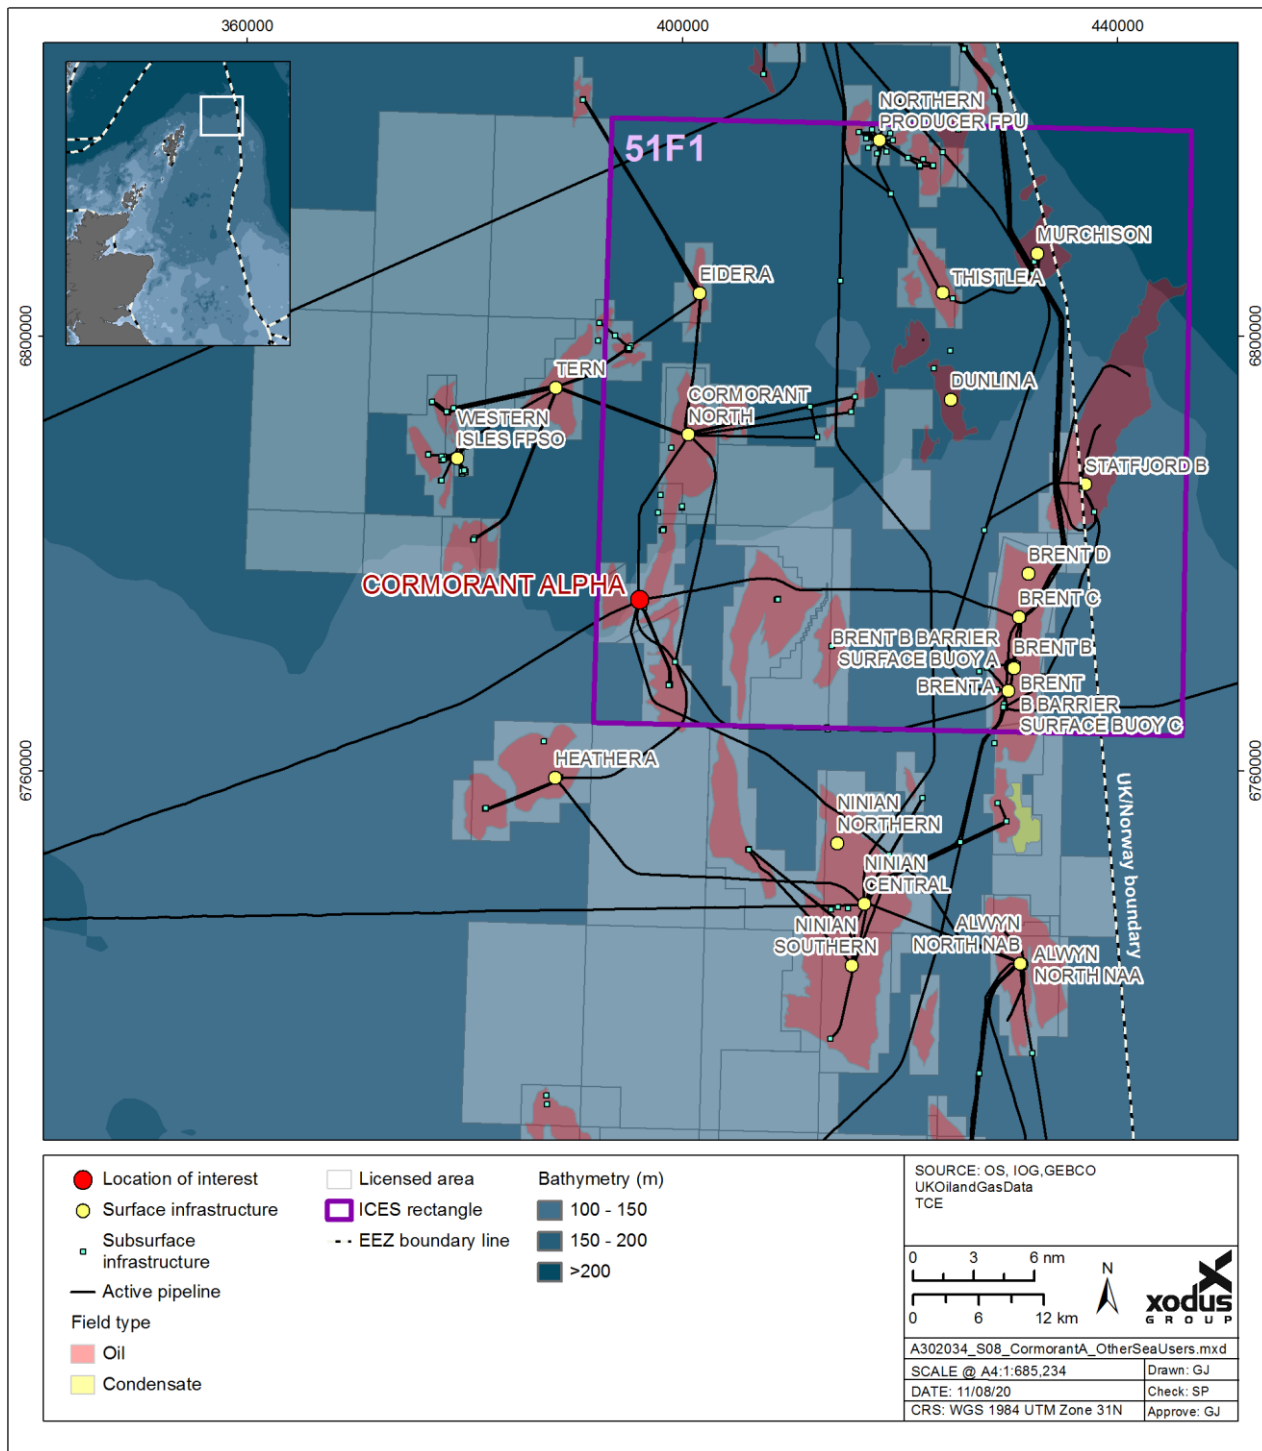 360000
400000
440000
6800000
6760000
6800000
6760000
51F1
NORTHERN
PRODUCER FPU
MURCHISON
EIDER A
THISTLE A
TERN
DUNLIN A
CORMORANT
NORTH
WESTERN
ISLES FPSO
STATFJORD B
BRENT D
CORMORANT ALPHA
BRENT C
BRENT B BARRIER
SURFACE BUOY A
BRENT B
BRENT A
BRENT
B BARRIER
SURFACE BUOY C
HEATHER A
UK/Norway boundary
NINIAN
NORTHERN
NINIAN
CENTRAL
NINIAN
SOUTHERN
ALWYN
NORTH NAB
ALWYN
NORTH NAA
Location of interest
Surface infrastructure
Subsurface
infrastructure
Active pipeline
Field type
Oil
Condensate
Licensed area
ICES rectangle
EEZ boundary line
Bathymetry (m)
100 - 150
150 - 200
>200
SOURCE: OS, IOG,GEBCO
UKOilandGasData
TCE
0 3 6 nm
0 6 12 km
N
xodus
GROUP
A302034_S08_CormorantA_OtherSeaUsers.mxd
SCALE @ A4:1:685,234
Drawn: GJ
DATE: 11/08/20
Check: SP
CRS: WGS 1984 UTM Zone 31N
Approve: GJ